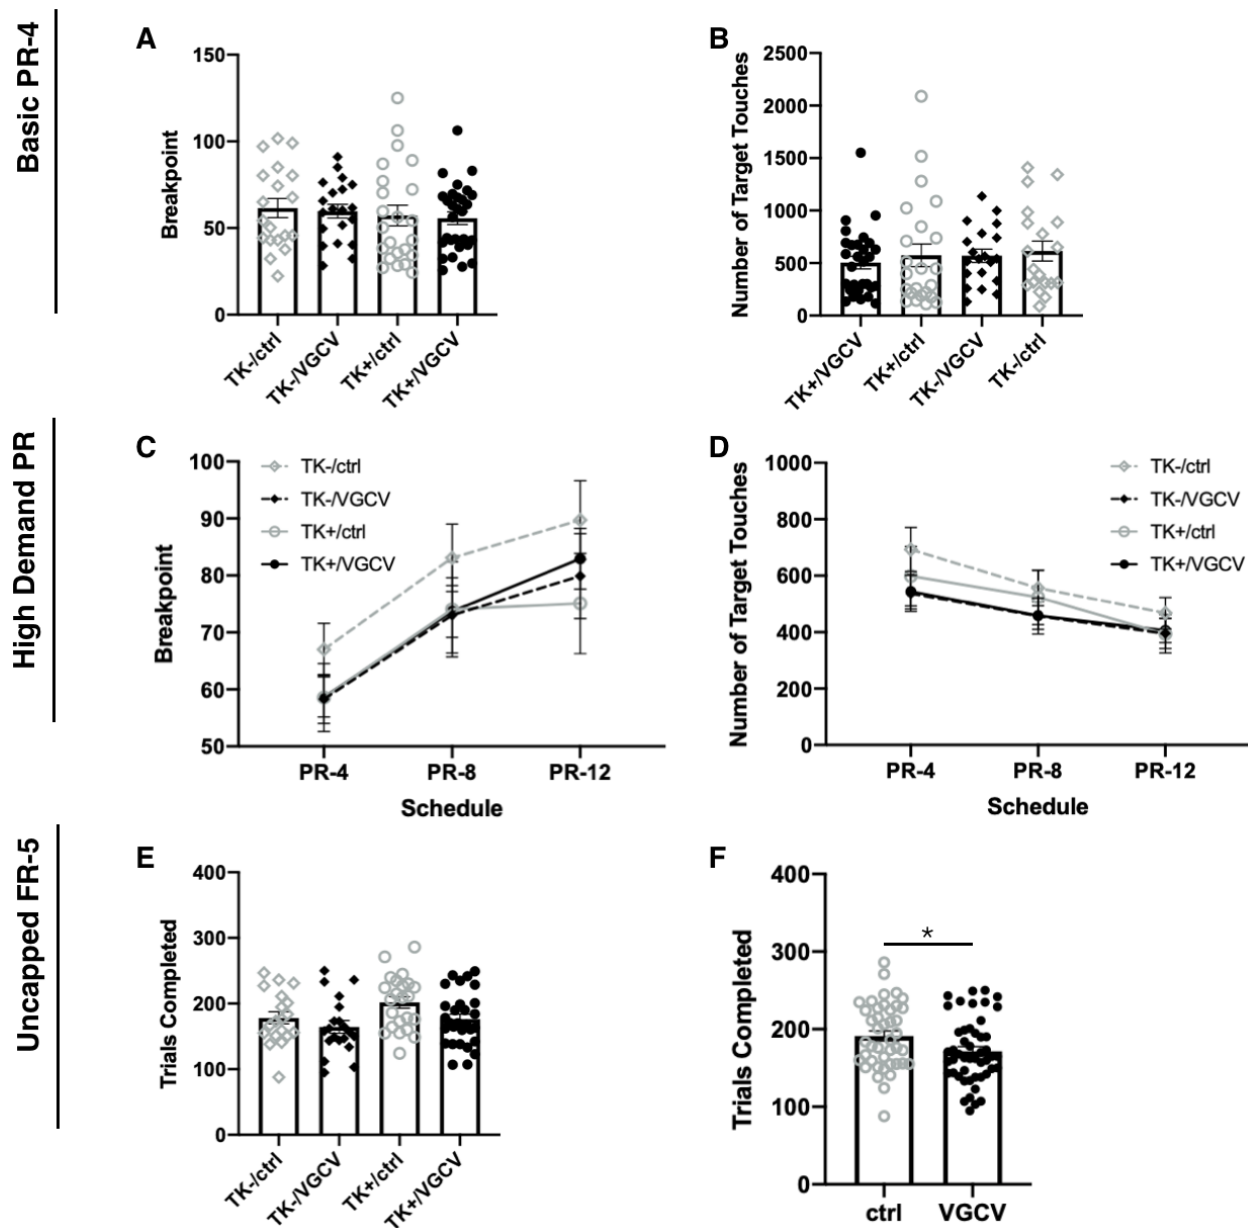 Basic PR-4
A
150
100
50
0
Breakpoint
TK-/ctrl
TK-/VGCV
TK+/ctrl
TK+/VGCV
B
2500
2000
1500
1000
500
0
Number of Target Touches
TK+/VGCV
TK+/ctrl
TK-/VGCV
TK-/ctrl
High Demand PR
C
100
90
80
70
60
50
Breakpoint
TK-/ctrl
TK-/VGCV
TK+/ctrl
TK+/VGCV
PR-4
PR-8
PR-12
Schedule
D
1000
800
600
400
200
0
Number of Target Touches
TK-/ctrl
TK-/VGCV
TK+/ctrl
TK+/VGCV
PR-4
PR-8
PR-12
Schedule
Uncapped FR-5
E
400
300
200
100
0
Trials Completed
TK-/ctrl
TK-/VGCV
TK+/ctrl
TK+/VGCV
F
400
300
200
100
0
Trials Completed
*
ctrl
VGCV